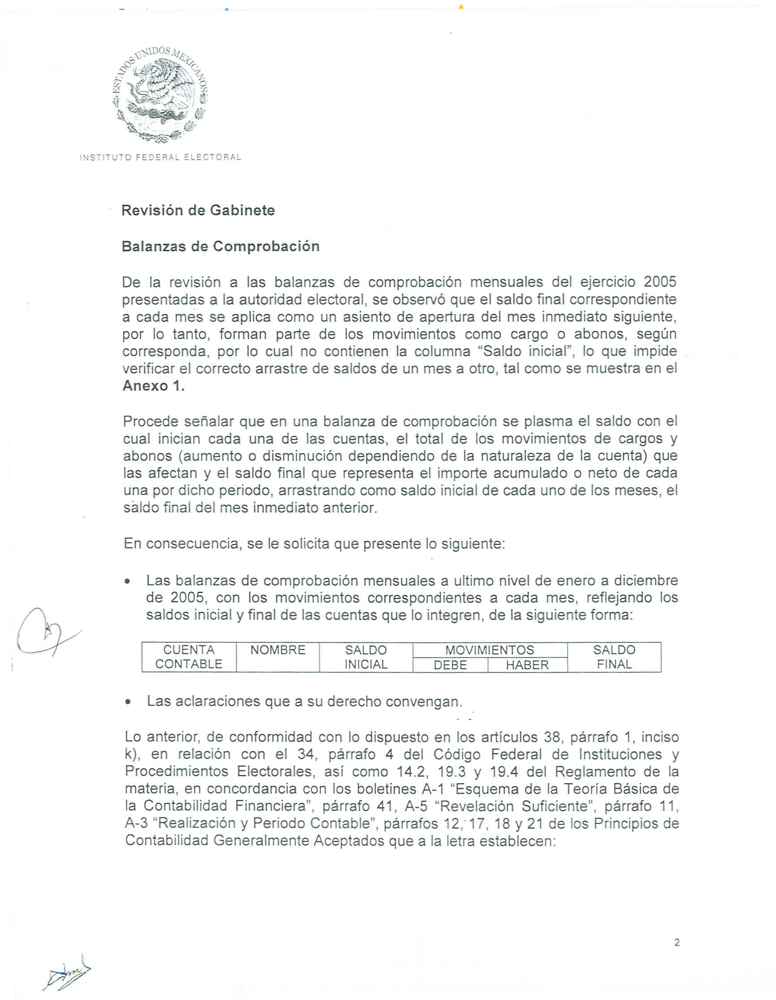 ESTADOS UNIDOS MEXICANOS
INSTITUTO FEDERAL ELECTORAL
Revisión de Gabinete
Balanzas de Comprobación
De la revisión a las balanzas de comprobación mensuales del ejercicio 2005
presentadas a la autoridad electoral, se observó que el saldo final correspondiente
a cada mes se aplica como un asiento de apertura del mes inmediato siguiente,
por lo tanto, forman parte de los movimientos como cargo o abonos, según
corresponda, por lo cual no contienen la columna “Saldo inicial”, lo que impide
verificar el correcto arrastre de saldos de un mes a otro, tal como se muestra en el
Anexo 1.
Procede señalar que en una balanza de comprobación se plasma el saldo con el
cual inician cada una de las cuentas, el total de los movimientos de cargos y
abonos (aumento o disminución dependiendo de la naturaleza de la cuenta) que
las afectan y el saldo final que representa el importe acumulado o neto de cada
una por dicho periodo, arrastrando como saldo inicial de cada uno de los meses, el
saldo final del mes inmediato anterior.
En consecuencia, se le solicita que presente lo siguiente:
• Las balanzas de comprobación mensuales a ultimo nivel de enero a diciembre
de 2005, con los movimientos correspondientes a cada mes, reflejando los
saldos inicial y final de las cuentas que lo integren, de la siguiente forma:
CUENTA NOMBRE SALDO MOVIMIENTOS SALDO
CONTABLE INICIAL DEBE HABER FINAL
• Las aclaraciones que a su derecho convengan.
Lo anterior, de conformidad con lo dispuesto en los artículos 38, párrafo 1, inciso
k), en relación con el 34, párrafo 4 del Código Federal de Instituciones y
Procedimientos Electorales, así como 14.2, 19.3 y 19.4 del Reglamento de la
materia, en concordancia con los boletines A-1 “Esquema de la Teoría Básica de
la Contabilidad Financiera”, párrafo 41, A-5 “Revelación Suficiente”, párrafo 11,
A-3 “Realización y Periodo Contable”, párrafos 12, 17, 18 y 21 de los Principios de
Contabilidad Generalmente Aceptados que a la letra establecen:
2